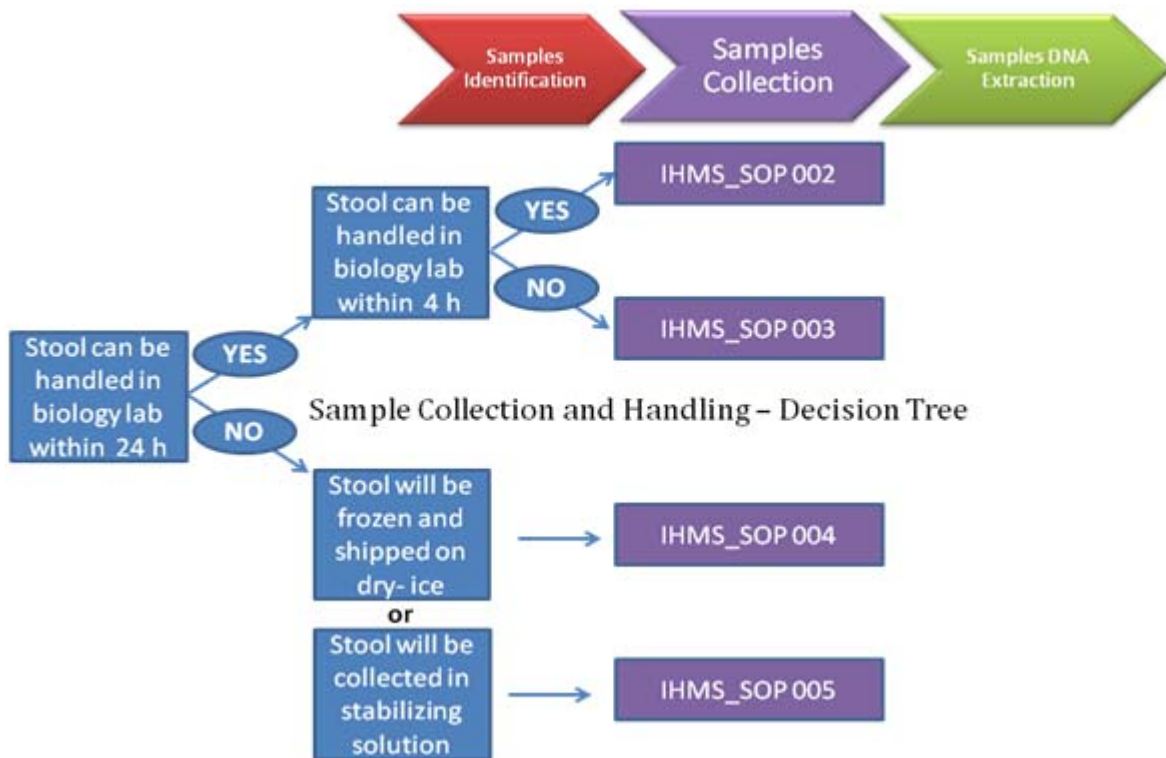 Samples
Identification
Samples
Collection
Samples DNA
Extraction
Stool can be
handled in
biology lab
within 24 h
YES
NO
Stool can be
handled in
biology lab
within 4 h
YES
NO
IHMS_SOP 002
IHMS_SOP 003
Sample Collection and Handling – Decision Tree
Stool will be
frozen and
shipped on
dry- ice
IHMS_SOP 004
or
Stool will be
collected in
stabilizing
solution
IHMS_SOP 005